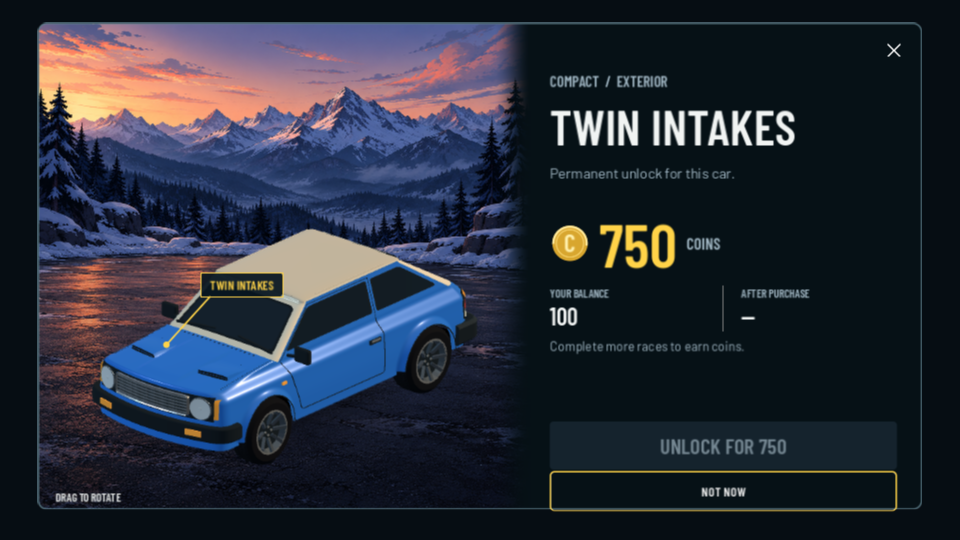 COMPACT / EXTERIOR
TWIN INTAKES
Permanent unlock for this car.
C 750 COINS
YOUR BALANCE
100
AFTER PURCHASE
—
Complete more races to earn coins.
UNLOCK FOR 750
NOT NOW
TWIN INTAKES
DRAG TO ROTATE